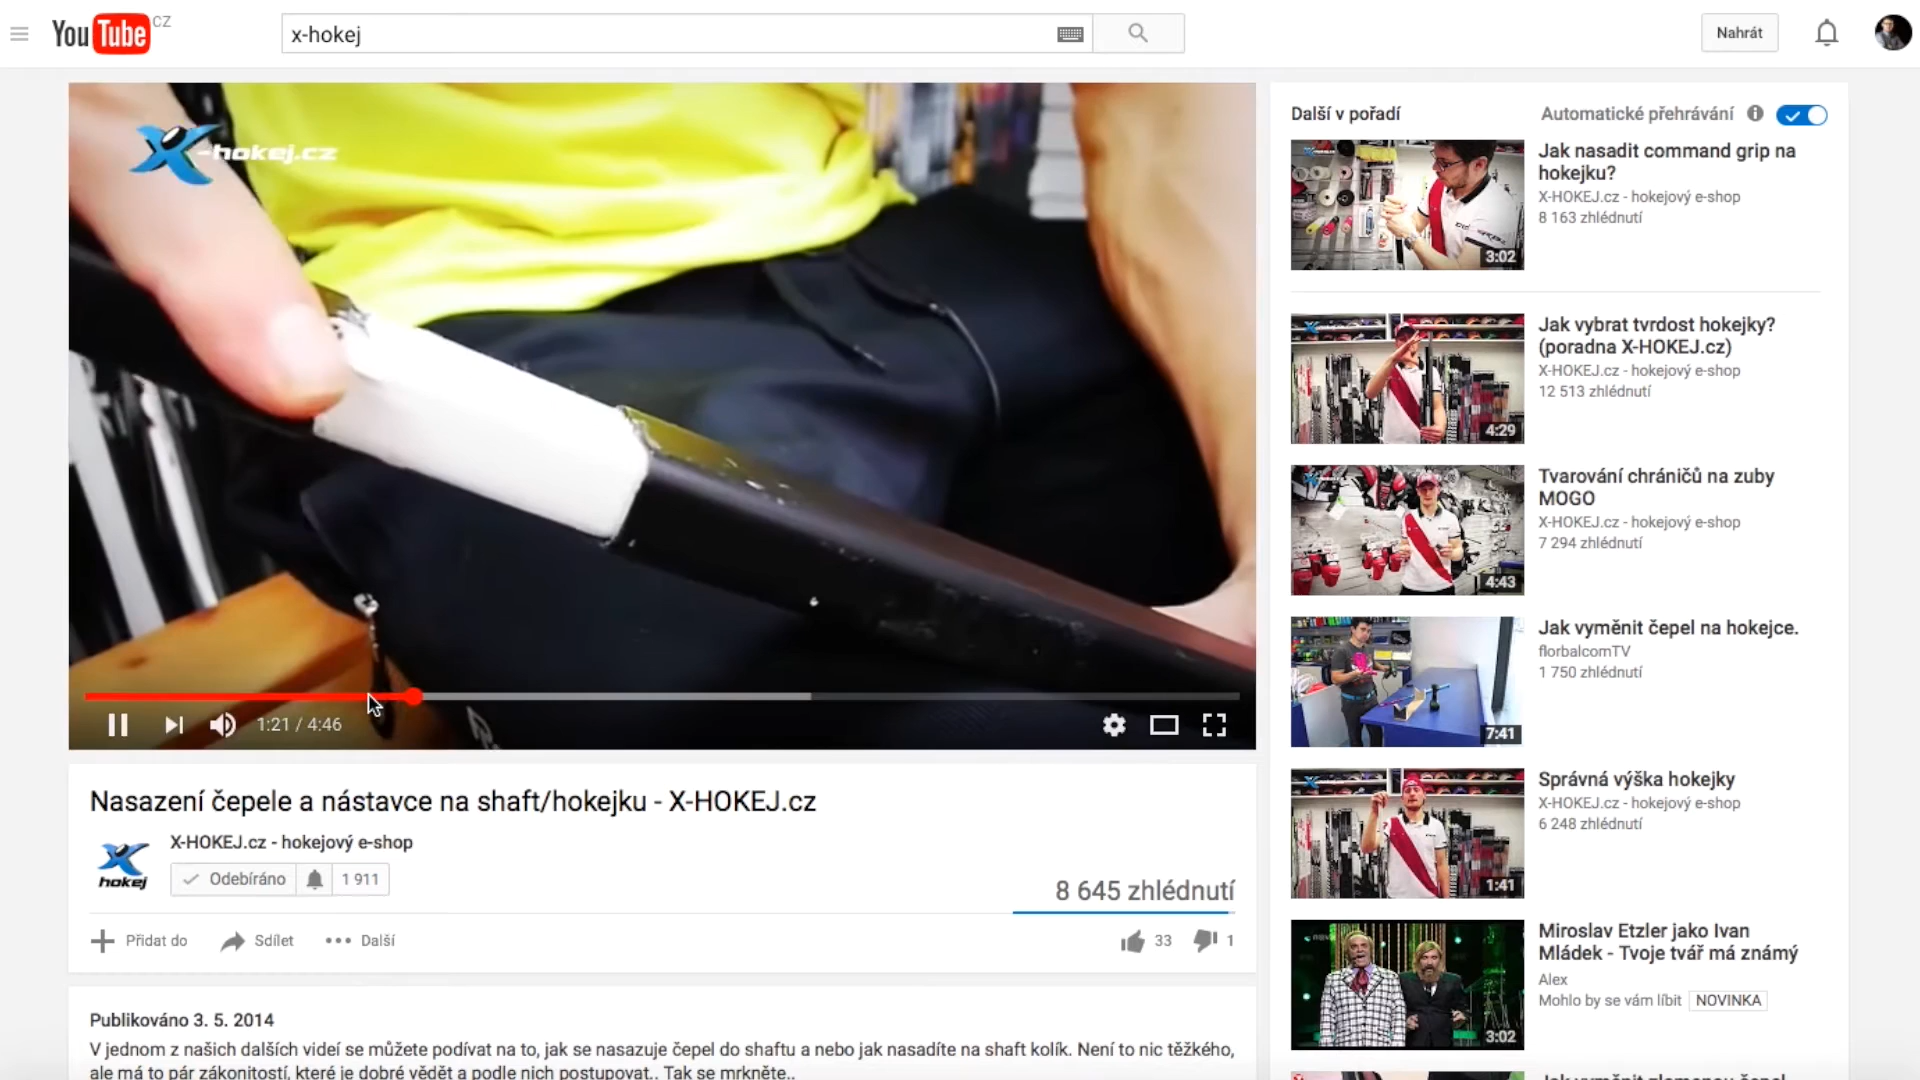 YouTube CZ
x-hokej
Nahrát
X-hokej.cz
1:21 / 4:46
Nasazení čepele a nástavce na shaft/hokejku - X-HOKEJ.cz
X-HOKEJ.cz - hokejový e-shop
hokej
Odebíráno
1 911
8 645 zhlédnutí
Přidat do
Sdílet
Další
33
1
Publikováno 3. 5. 2014
V jednom z našich dalších videí se můžete podívat na to, jak se nasazuje čepel do shaftu a nebo jak nasadíte na shaft kolík. Není to nic těžkého,
ale má to pár zákonitostí, které je dobré vědět a podle nich postupovat.. Tak se mrkněte..
Další v pořadí
Automatické přehrávání
Jak nasadit command grip na
hokejku?
X-HOKEJ.cz - hokejový e-shop
8 163 zhlédnutí
3:02
Jak vybrat tvrdost hokejky?
(poradna X-HOKEJ.cz)
X-HOKEJ.cz - hokejový e-shop
12 513 zhlédnutí
4:29
Tvarování chráničů na zuby
MOGO
X-HOKEJ.cz - hokejový e-shop
7 294 zhlédnutí
4:43
Jak vyměnit čepel na hokejce.
florbalcomTV
1 750 zhlédnutí
7:41
Správná výška hokejky
X-HOKEJ.cz - hokejový e-shop
6 248 zhlédnutí
1:41
Miroslav Etzler jako Ivan
Mládek - Tvoje tvář má známý
Alex
Mohlo by se vám líbit
NOVINKA
3:02